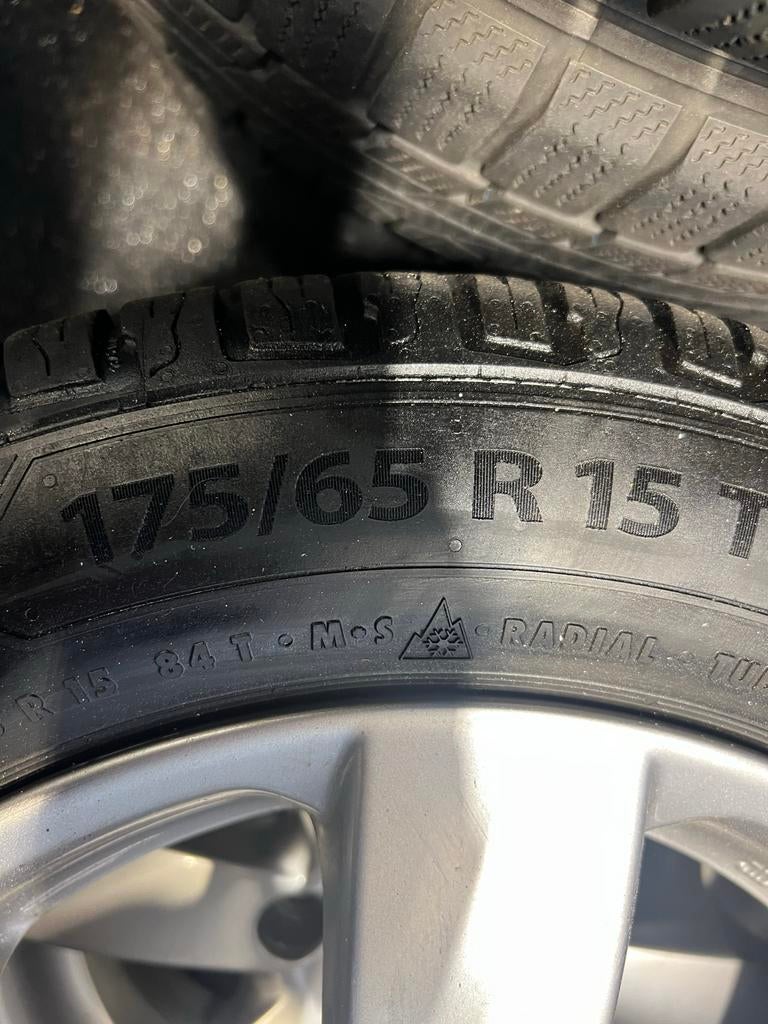 175/65 R 15 T
R 15 84 T • M•S • RADIAL •